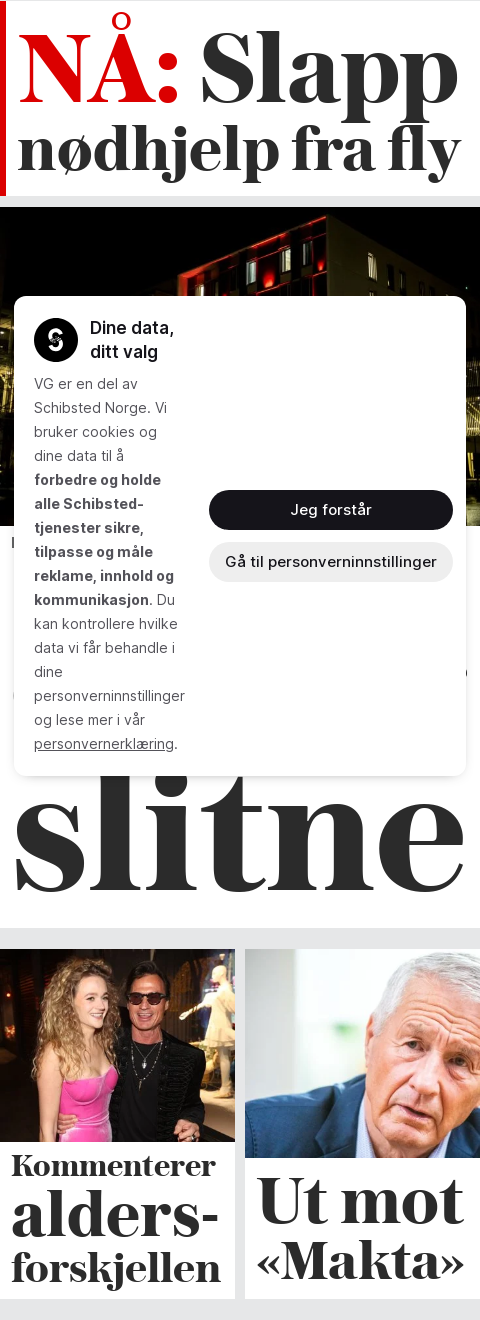 NÅ: Slapp
nødhjelp fra fly
Dine data,
ditt valg
VG er en del av
Schibsted Norge. Vi
bruker cookies og
dine data til å
forbedre og holde
alle Schibsted-
tjenester sikre,
tilpasse og måle
reklame, innhold og
kommunikasjon. Du
kan kontrollere hvilke
data vi får behandle i
dine
personverninnstillinger
og lese mer i vår
personvernerklæring.
Jeg forstår
Gå til personverninnstillinger
slitne
Kommenterer
alders-
forskjellen
Ut mot
«Makta»